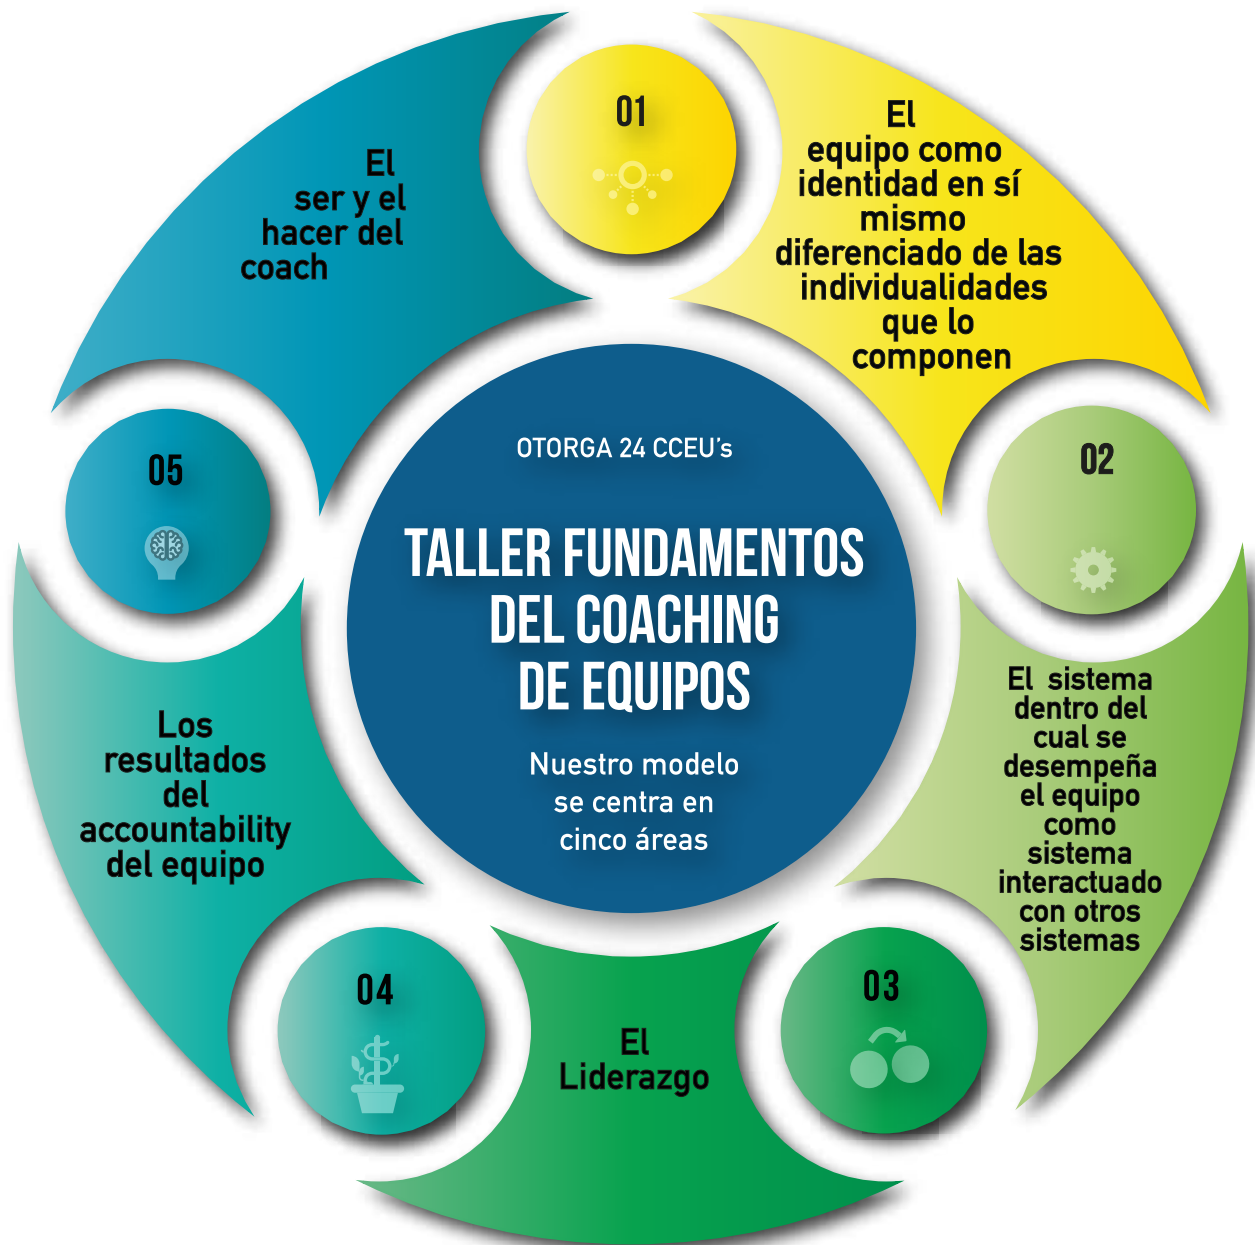 OTORGA 24 CCEU's
TALLER FUNDAMENTOS
DEL COACHING
DE EQUIPOS
Nuestro modelo
se centra en
cinco áreas
01
El
equipo como
identidad en sí
mismo
diferenciado de las
individualidades
que lo
componen
02
El sistema
dentro del
cual se
desempeña
el equipo
como
sistema
interactuado
con otros
sistemas
03
El
Liderazgo
04
Los
resultados
del
accountability
del equipo
05
El
ser y el
hacer del
coach